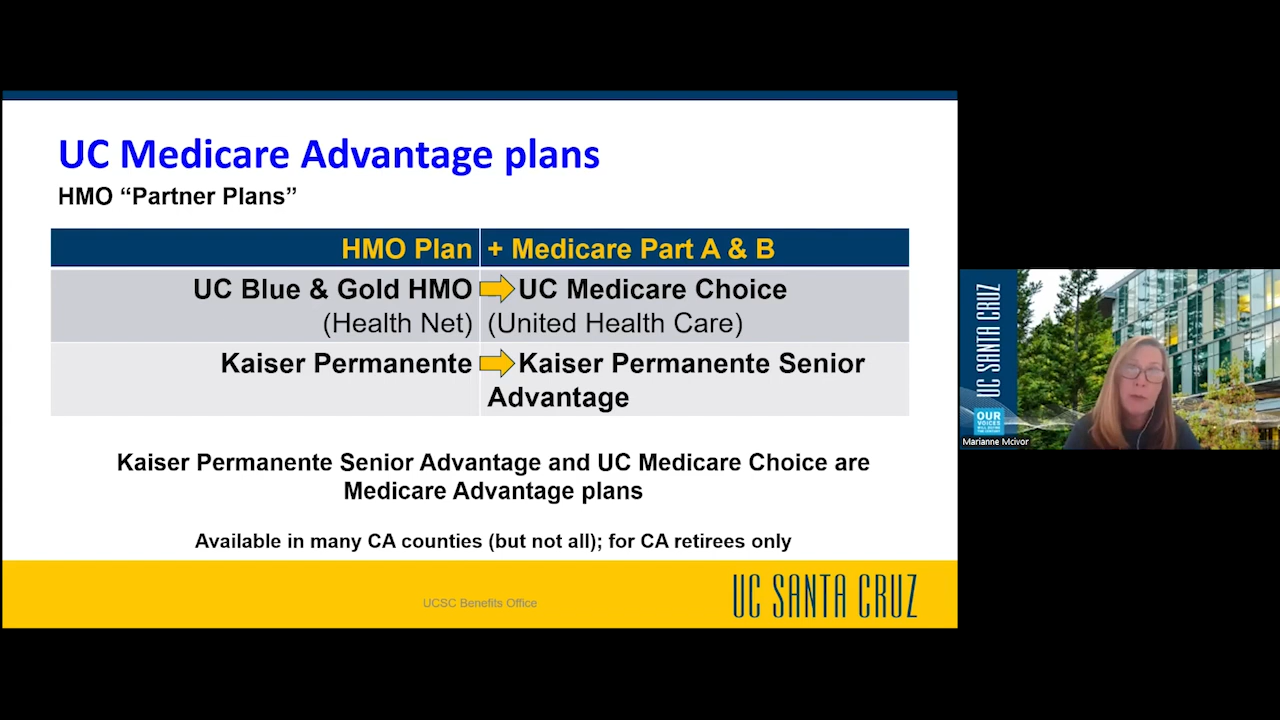 UC Medicare Advantage plans
HMO “Partner Plans”
HMO Plan + Medicare Part A & B
UC Blue & Gold HMO UC Medicare Choice
(Health Net) (United Health Care)
Kaiser Permanente Kaiser Permanente Senior
Advantage
Kaiser Permanente Senior Advantage and UC Medicare Choice are
Medicare Advantage plans
Available in many CA counties (but not all); for CA retirees only
UCSC Benefits Office
UC SANTA CRUZ
UC SANTA CRUZ
OUR
VOICES
Marianne Mcivor